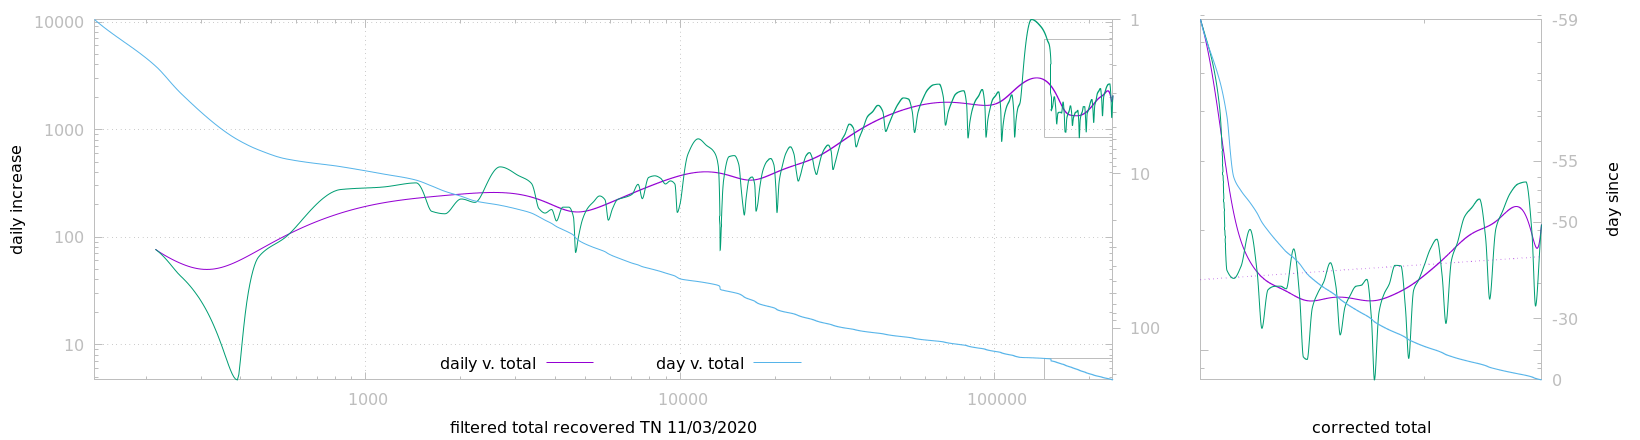 10000
1000
100
10
daily increase
1
10
100
daily v. total
day v. total
1000
10000
100000
filtered total recovered TN 11/03/2020
-59
-55
-50
-30
0
day since
corrected total